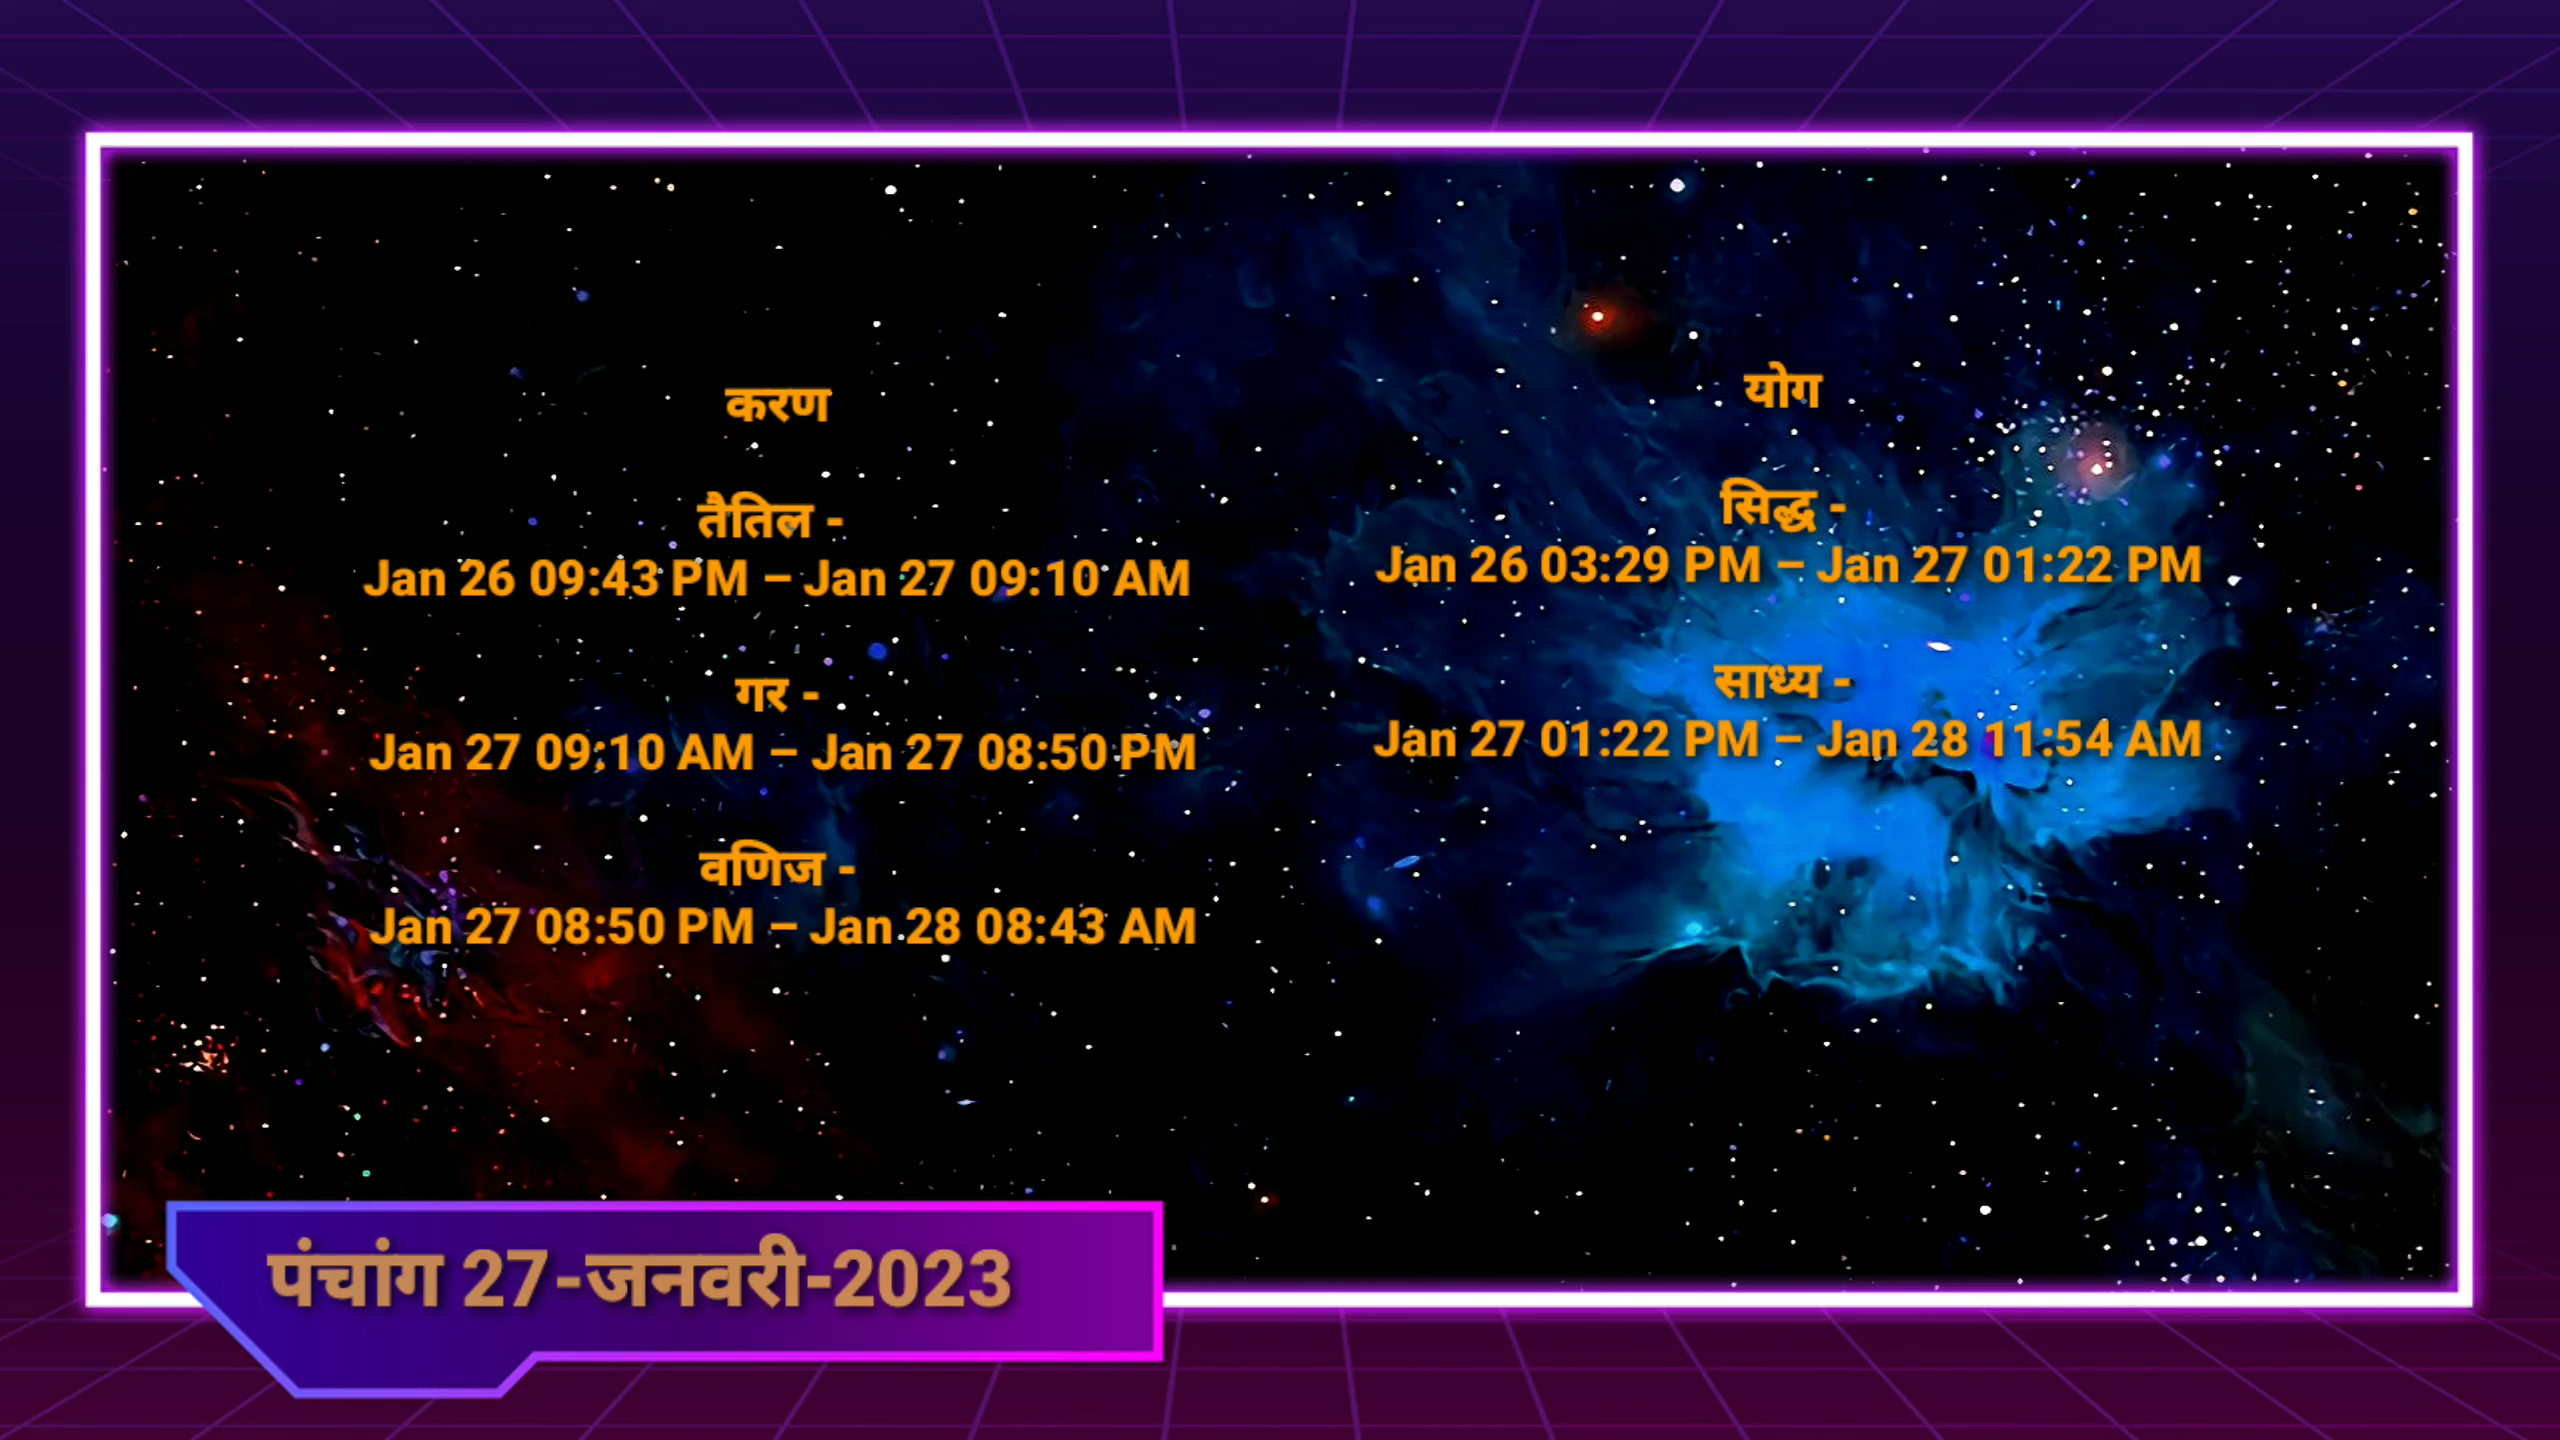 करण
तैतिल -
Jan 26 09:43 PM – Jan 27 09:10 AM
गर -
Jan 27 09:10 AM – Jan 27 08:50 PM
वणिज -
Jan 27 08:50 PM – Jan 28 08:43 AM
योग
सिद्ध -
Jan 26 03:29 PM – Jan 27 01:22 PM
साध्य -
Jan 27 01:22 PM – Jan 28 11:54 AM
पंचांग 27-जनवरी-2023